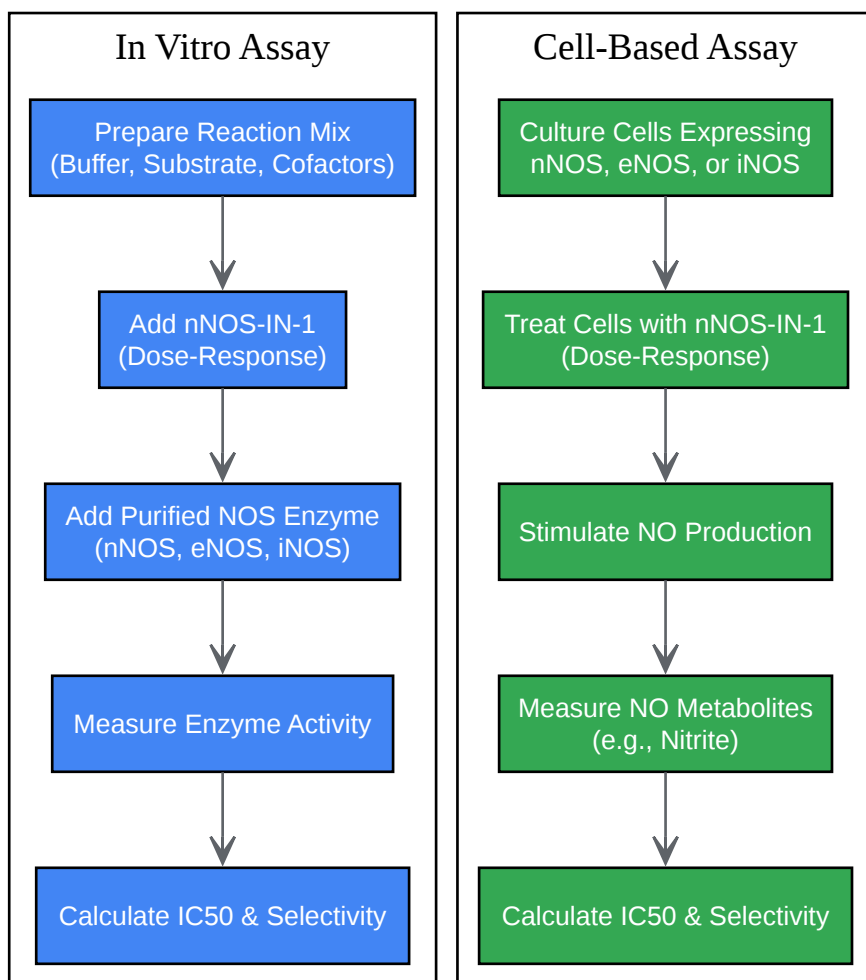 In Vitro Assay
Prepare Reaction Mix
(Buffer, Substrate, Cofactors)
Add nNOS-IN-1
(Dose-Response)
Add Purified NOS Enzyme
(nNOS, eNOS, iNOS)
Measure Enzyme Activity
Calculate IC50 & Selectivity
Cell-Based Assay
Culture Cells Expressing
nNOS, eNOS, or iNOS
Treat Cells with nNOS-IN-1
(Dose-Response)
Stimulate NO Production
Measure NO Metabolites
(e.g., Nitrite)
Calculate IC50 & Selectivity